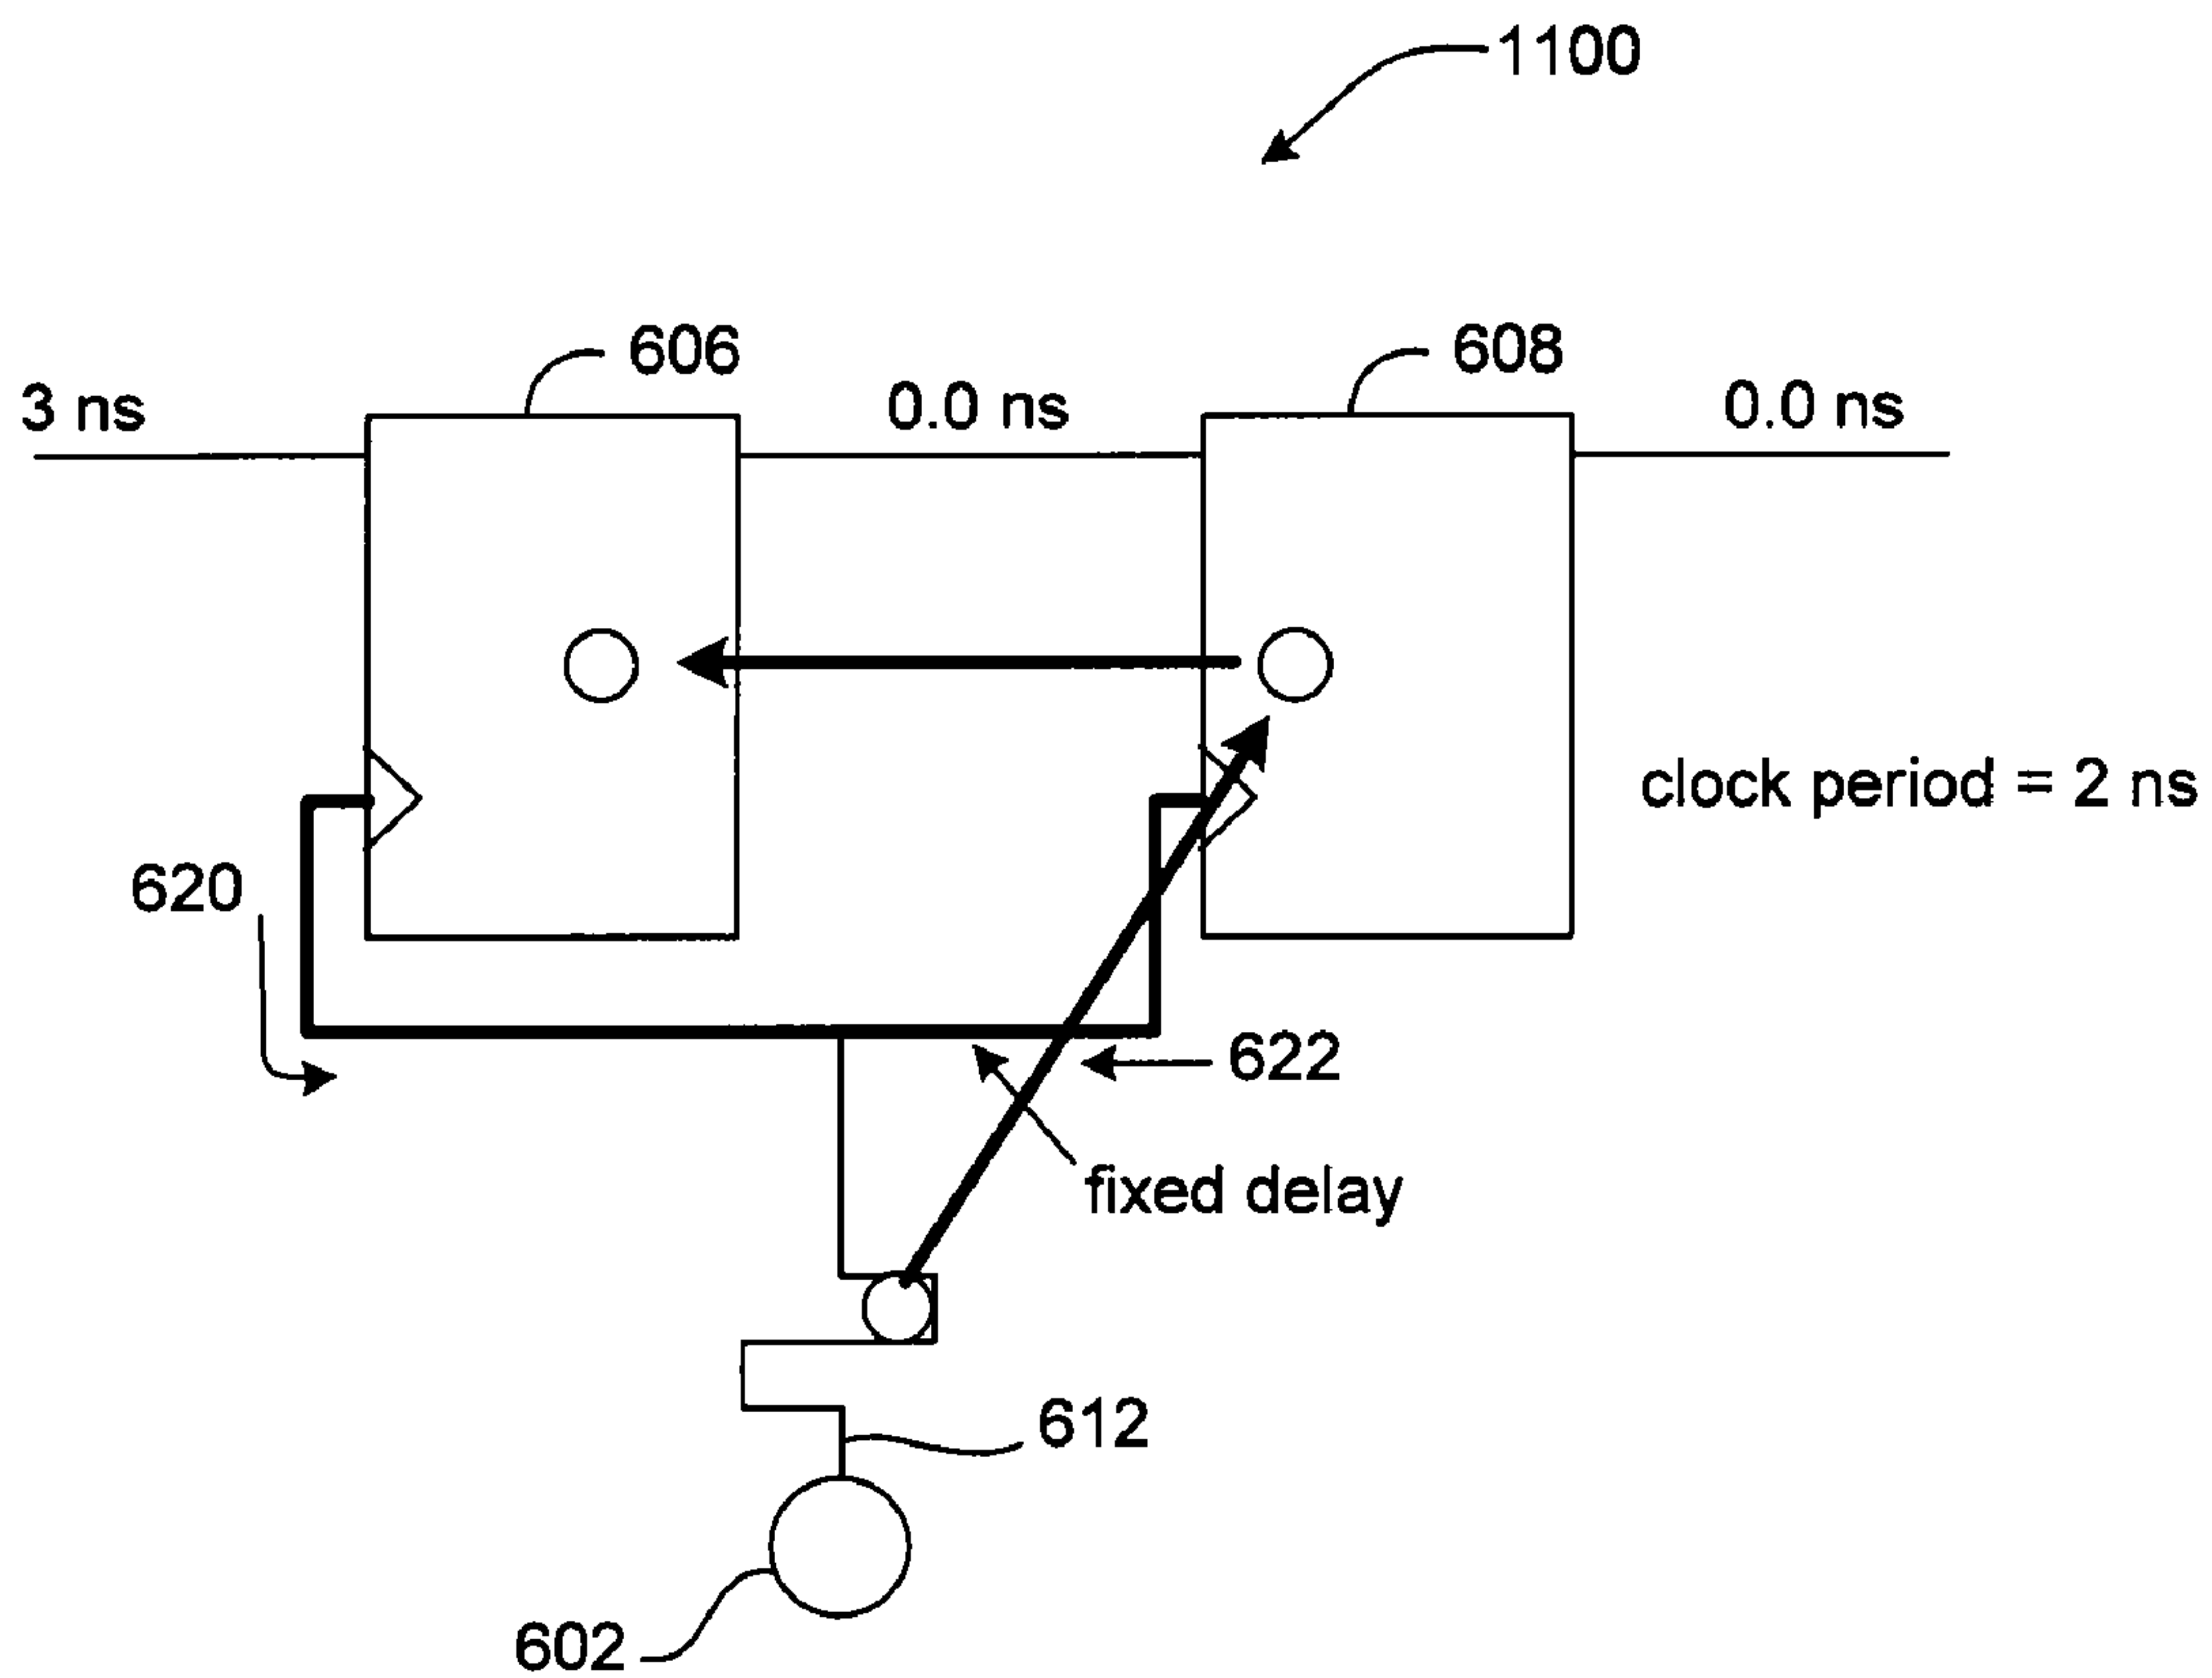 1100
606
608
3 ns
0.0 ns
0.0 ns
clock period = 2 ns
620
622
fixed delay
612
602